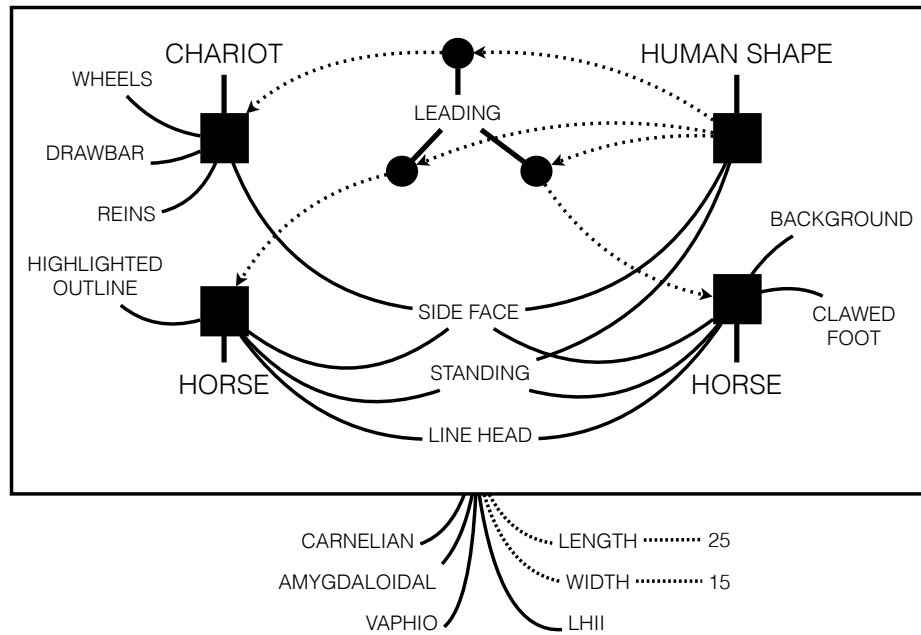 CHARIOT
HUMAN SHAPE
WHEELS
LEADING
DRAWBAR
REINS
BACKGROUND
HIGHLIGHTED
OUTLINE
SIDE FACE
CLAWED
FOOT
HORSE
STANDING
HORSE
LINE HEAD
CARNELIAN
LENGTH
25
AMYGDALOIDAL
WIDTH
15
VAPHIO
LHII